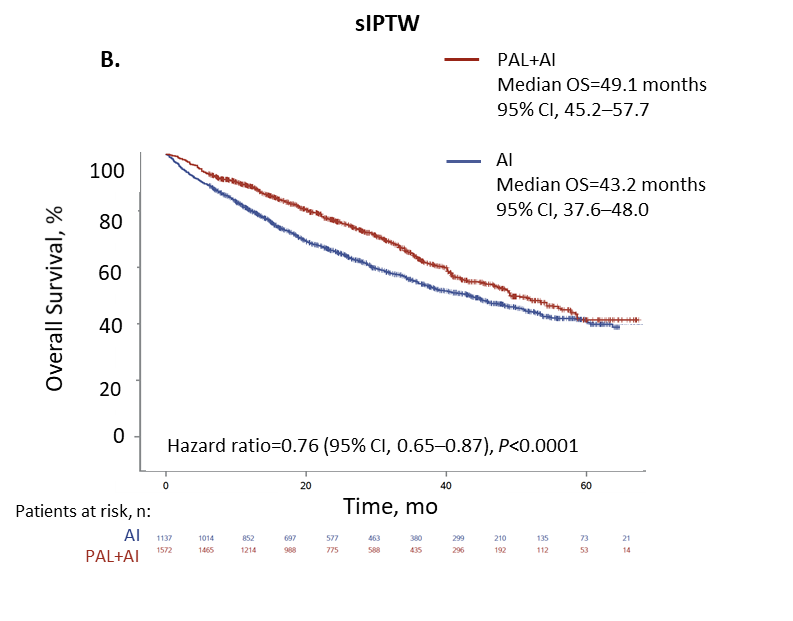 sIPTW
B.
PAL+AI
Median OS=49.1 months
95% CI, 45.2–57.7
AI
Median OS=43.2 months
95% CI, 37.6–48.0
Overall Survival, %
100
80
60
40
20
0
Hazard ratio=0.76 (95% CI, 0.65–0.87), P<0.0001
0 20 40 60
Time, mo
Patients at risk, n:
AI 1137 1014 852 697 577 463 380 299 210 135 73 21
PAL+AI 1572 1465 1214 988 775 588 435 296 192 112 53 14